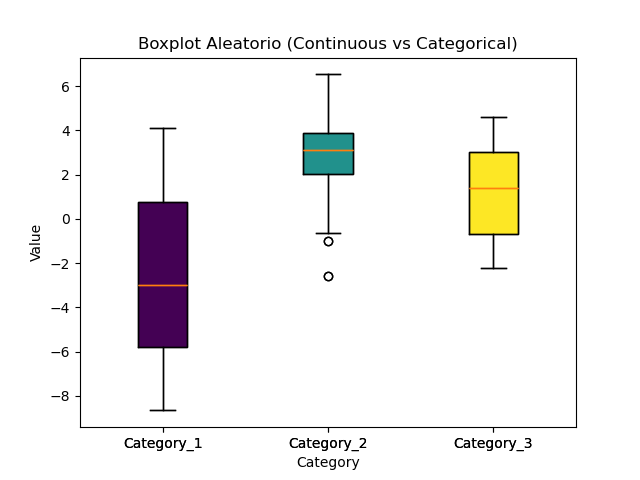 Boxplot Aleatorio (Continuous vs Categorical)
Value
6
4
2
0
−2
−4
−6
−8
Category_1 Category_2 Category_3
Category